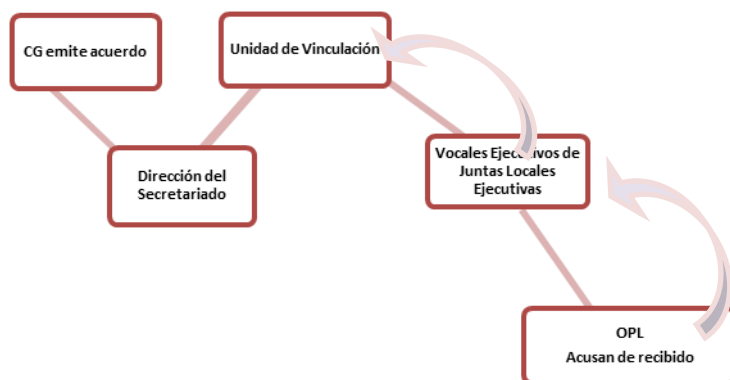 CG emite acuerdo
Unidad de Vinculación
Dirección del
Secretariado
Vocales Ejecutivos de
Juntas Locales
Ejecutivas
OPL
Acusan de recibido